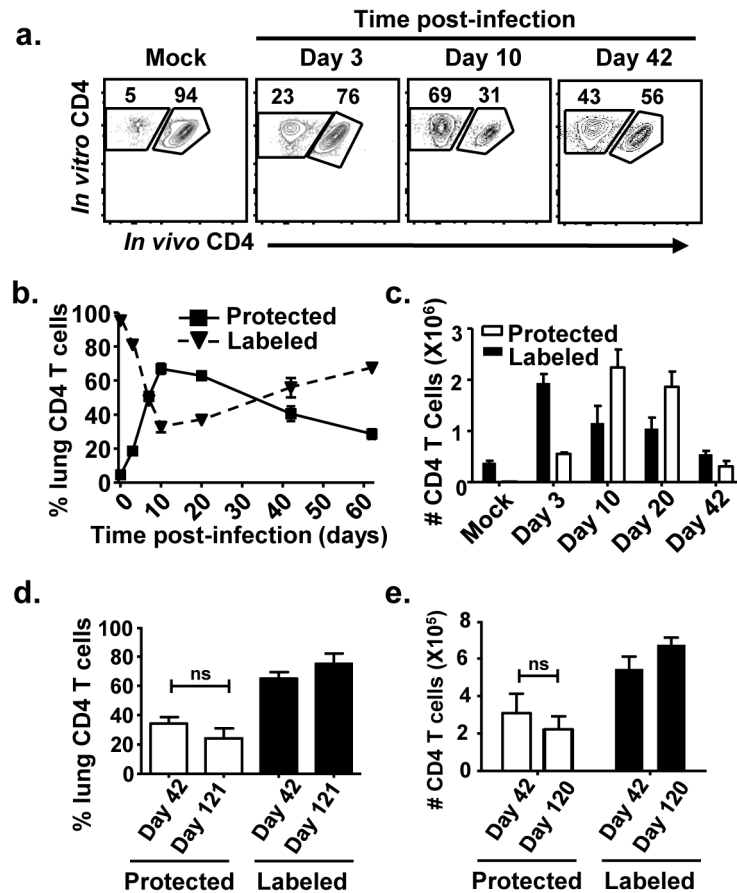 a.
Time post-infection
Mock
Day 3
Day 10
Day 42
5 94
23 76
69 31
43 56
In vitro CD4
In vivo CD4
b.
% lung CD4 T cells
100
80
60
40
20
0
Protected
Labeled
0 10 20 30 40 50 60
Time post-infection (days)
c.
# CD4 T Cells (X10⁶)
3
2
1
0
Protected
Labeled
Mock Day 3 Day 10 Day 20 Day 42
d.
% lung CD4 T cells
100
80
60
40
20
0
ns
Day 42 Day 121 Day 42 Day 121
Protected Labeled
e.
# CD4 T cells (X10⁵)
8
6
4
2
0
ns
Day 42 Day 120 Day 42 Day 120
Protected Labeled